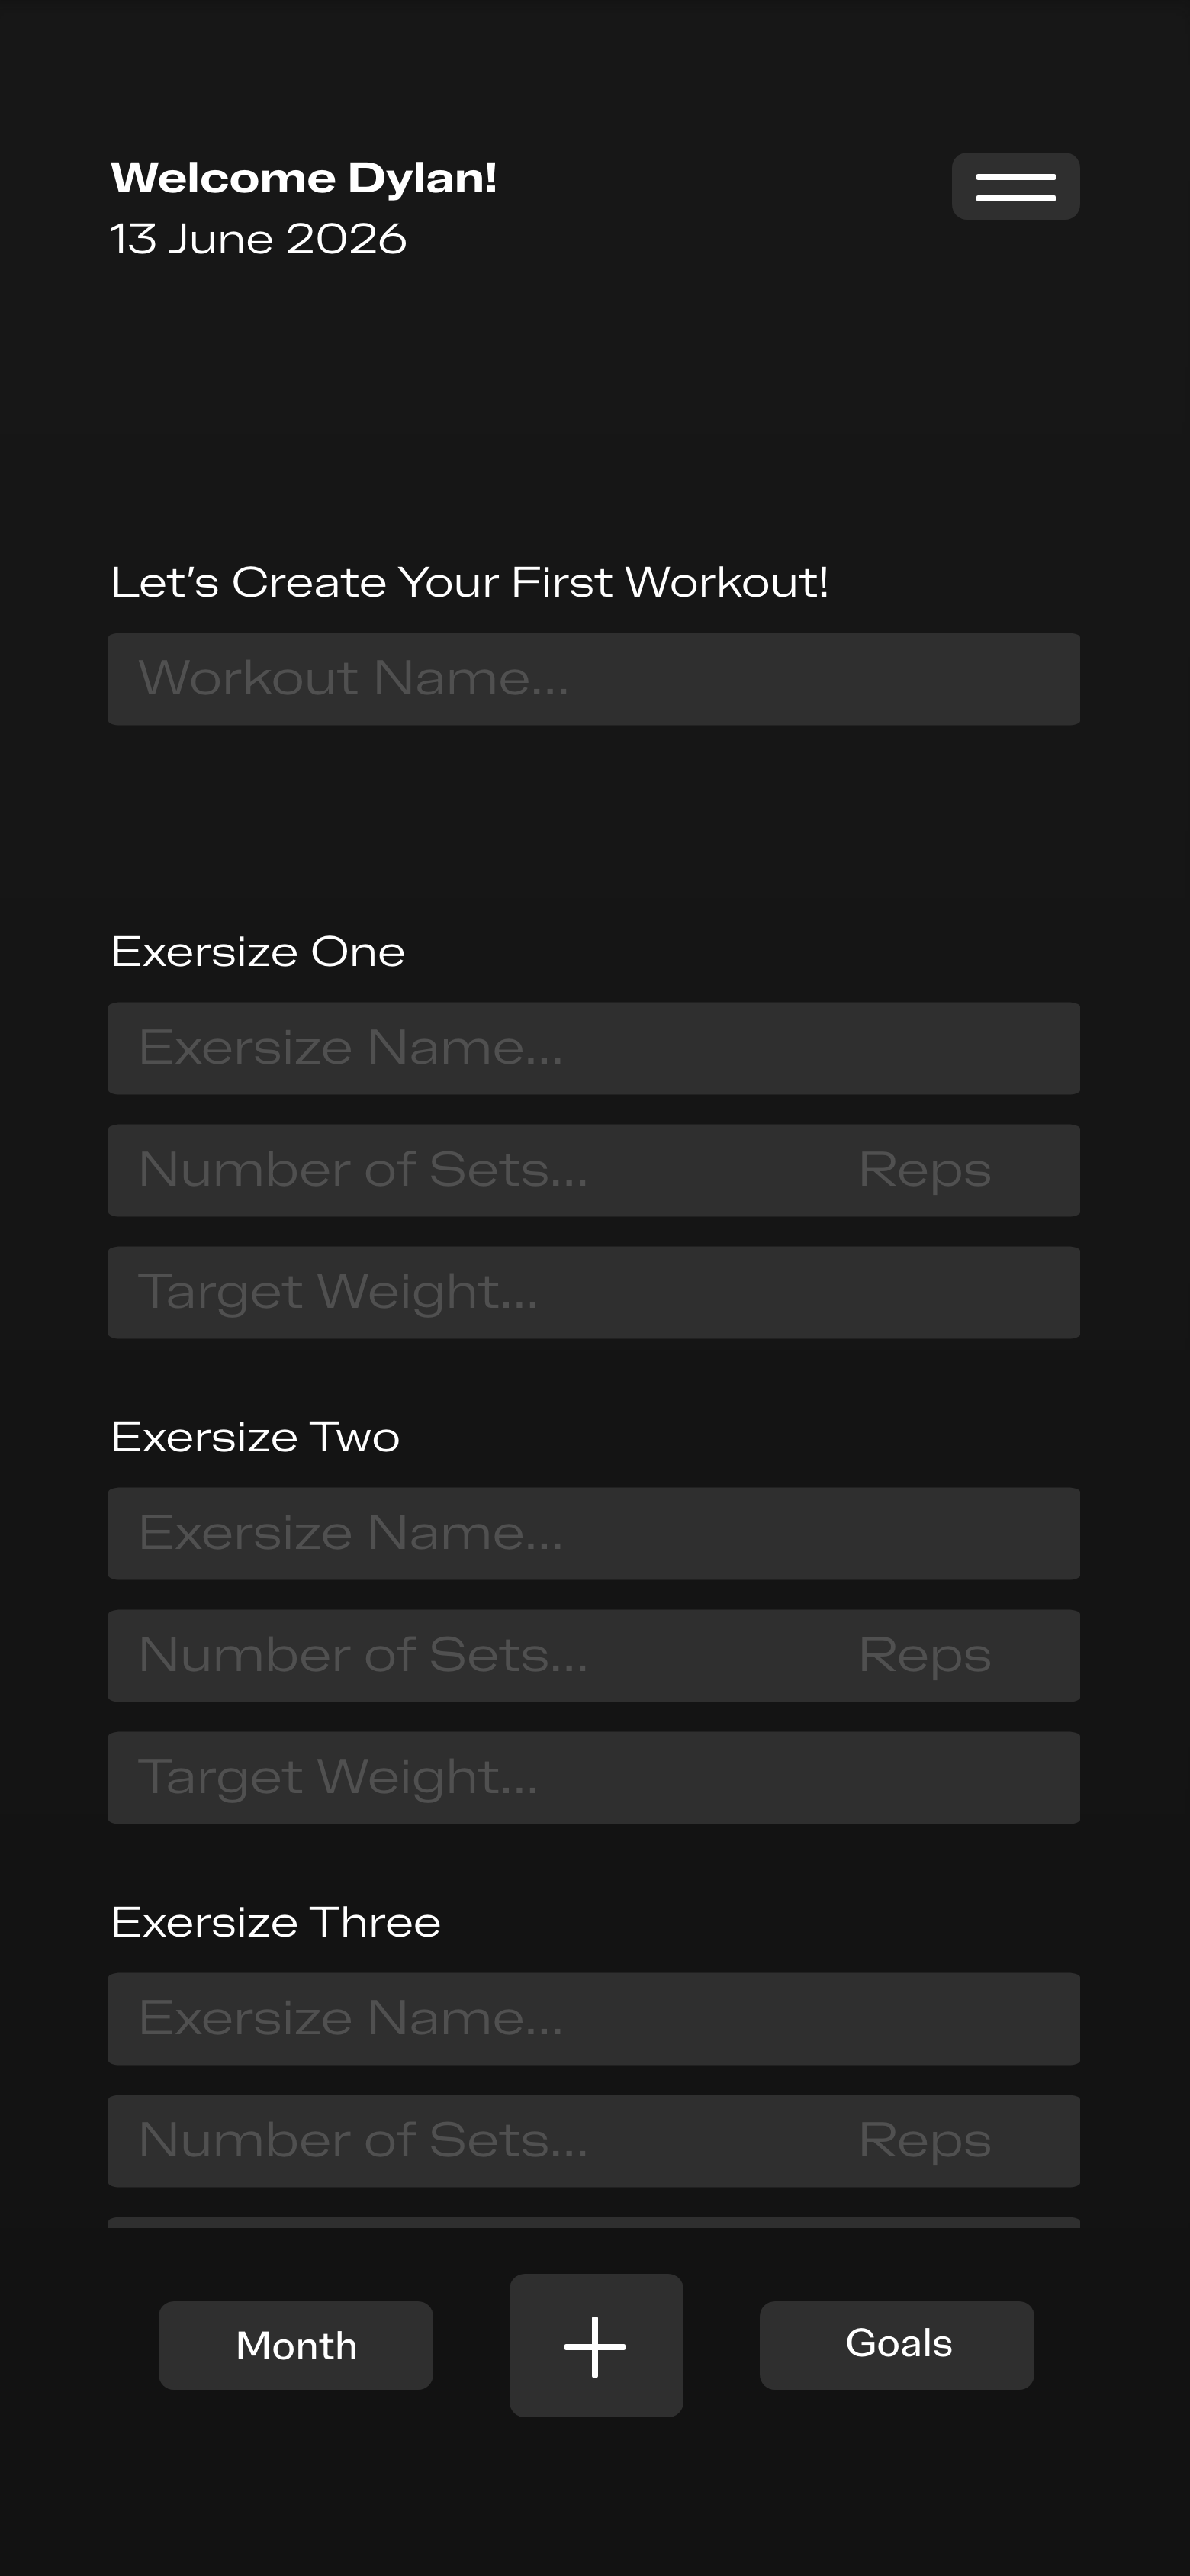 Welcome Dylan!
13 June 2026
Let's Create Your First Workout!
Workout Name...
Exersize One
Exersize Name...
Number of Sets... Reps
Target Weight...
Exersize Two
Exersize Name...
Number of Sets... Reps
Target Weight...
Exersize Three
Exersize Name...
Number of Sets... Reps
Month + Goals